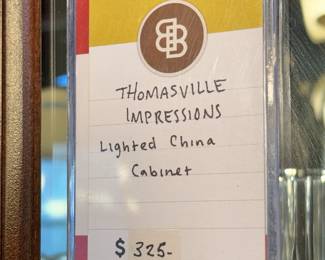 THOMASVILLE
IMPRESSIONS
Lighted China
Cabinet
$ 325-